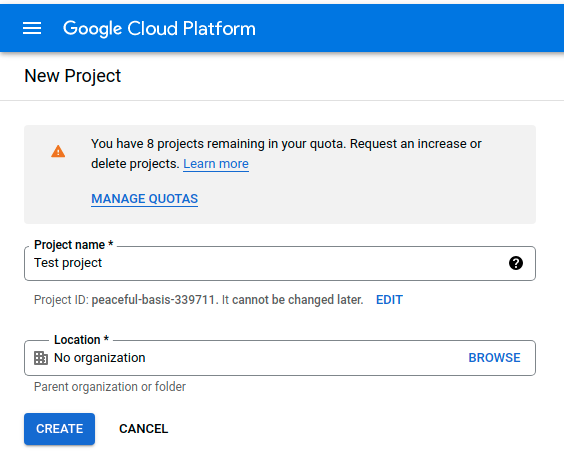 Google Cloud Platform
New Project
You have 8 projects remaining in your quota. Request an increase or
delete projects. Learn more
MANAGE QUOTAS
Project name *
Test project
Project ID: peaceful-basis-339711. It cannot be changed later. EDIT
Location *
No organization BROWSE
Parent organization or folder
CREATE CANCEL